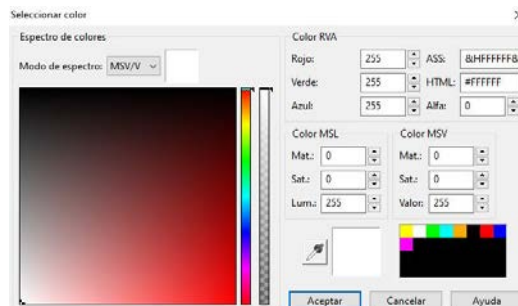 Seleccionar color
Espectro de colores
Modo de espectro: MSV/V
Color RVA
Rojo: 255 ASS: &HFFFFFF&
Verde: 255 HTML: #FFFFFF
Azul: 255 Alfa: 0
Color MSL
Mat.: 0
Sat.: 0
Lum.: 255
Color MSV
Mat.: 0
Sat.: 0
Valor: 255
Aceptar Cancelar Ayuda